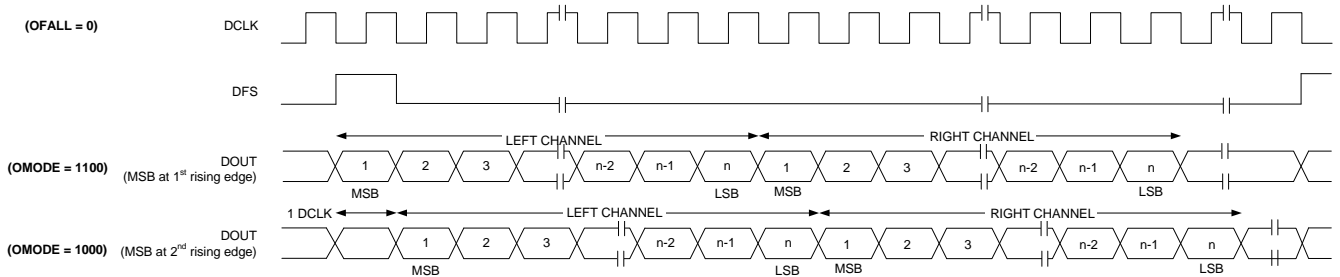 (OFALL = 0) DCLK
DFS
LEFT CHANNEL RIGHT CHANNEL
(OMODE = 1100) DOUT 1 2 3 n-2 n-1 n 1 2 3 n-2 n-1 n
(MSB at 1st rising edge)
MSB LSB MSB LSB
1 DCLK LEFT CHANNEL RIGHT CHANNEL
(OMODE = 1000) DOUT 1 2 3 n-2 n-1 n 1 2 3 n-2 n-1 n
(MSB at 2nd rising edge)
MSB LSB MSB LSB